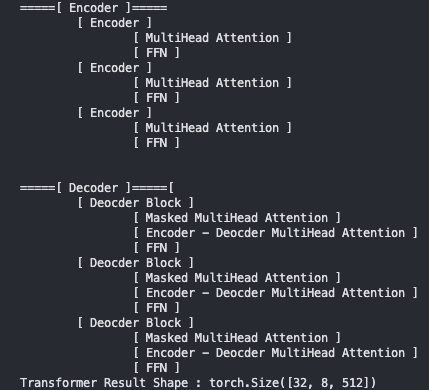 =====[ Encoder ]=====
[ Encoder ]
[ MultiHead Attention ]
[ FFN ]
[ Encoder ]
[ MultiHead Attention ]
[ FFN ]
[ Encoder ]
[ MultiHead Attention ]
[ FFN ]
=====[ Decoder ]=====[
[ Deocder Block ]
[ Masked MultiHead Attention ]
[ Encoder - Deocder MultiHead Attention ]
[ FFN ]
[ Deocder Block ]
[ Masked MultiHead Attention ]
[ Encoder - Deocder MultiHead Attention ]
[ FFN ]
[ Deocder Block ]
[ Masked MultiHead Attention ]
[ Encoder - Deocder MultiHead Attention ]
[ FFN ]
Transformer Result Shape : torch.Size([32, 8, 512])